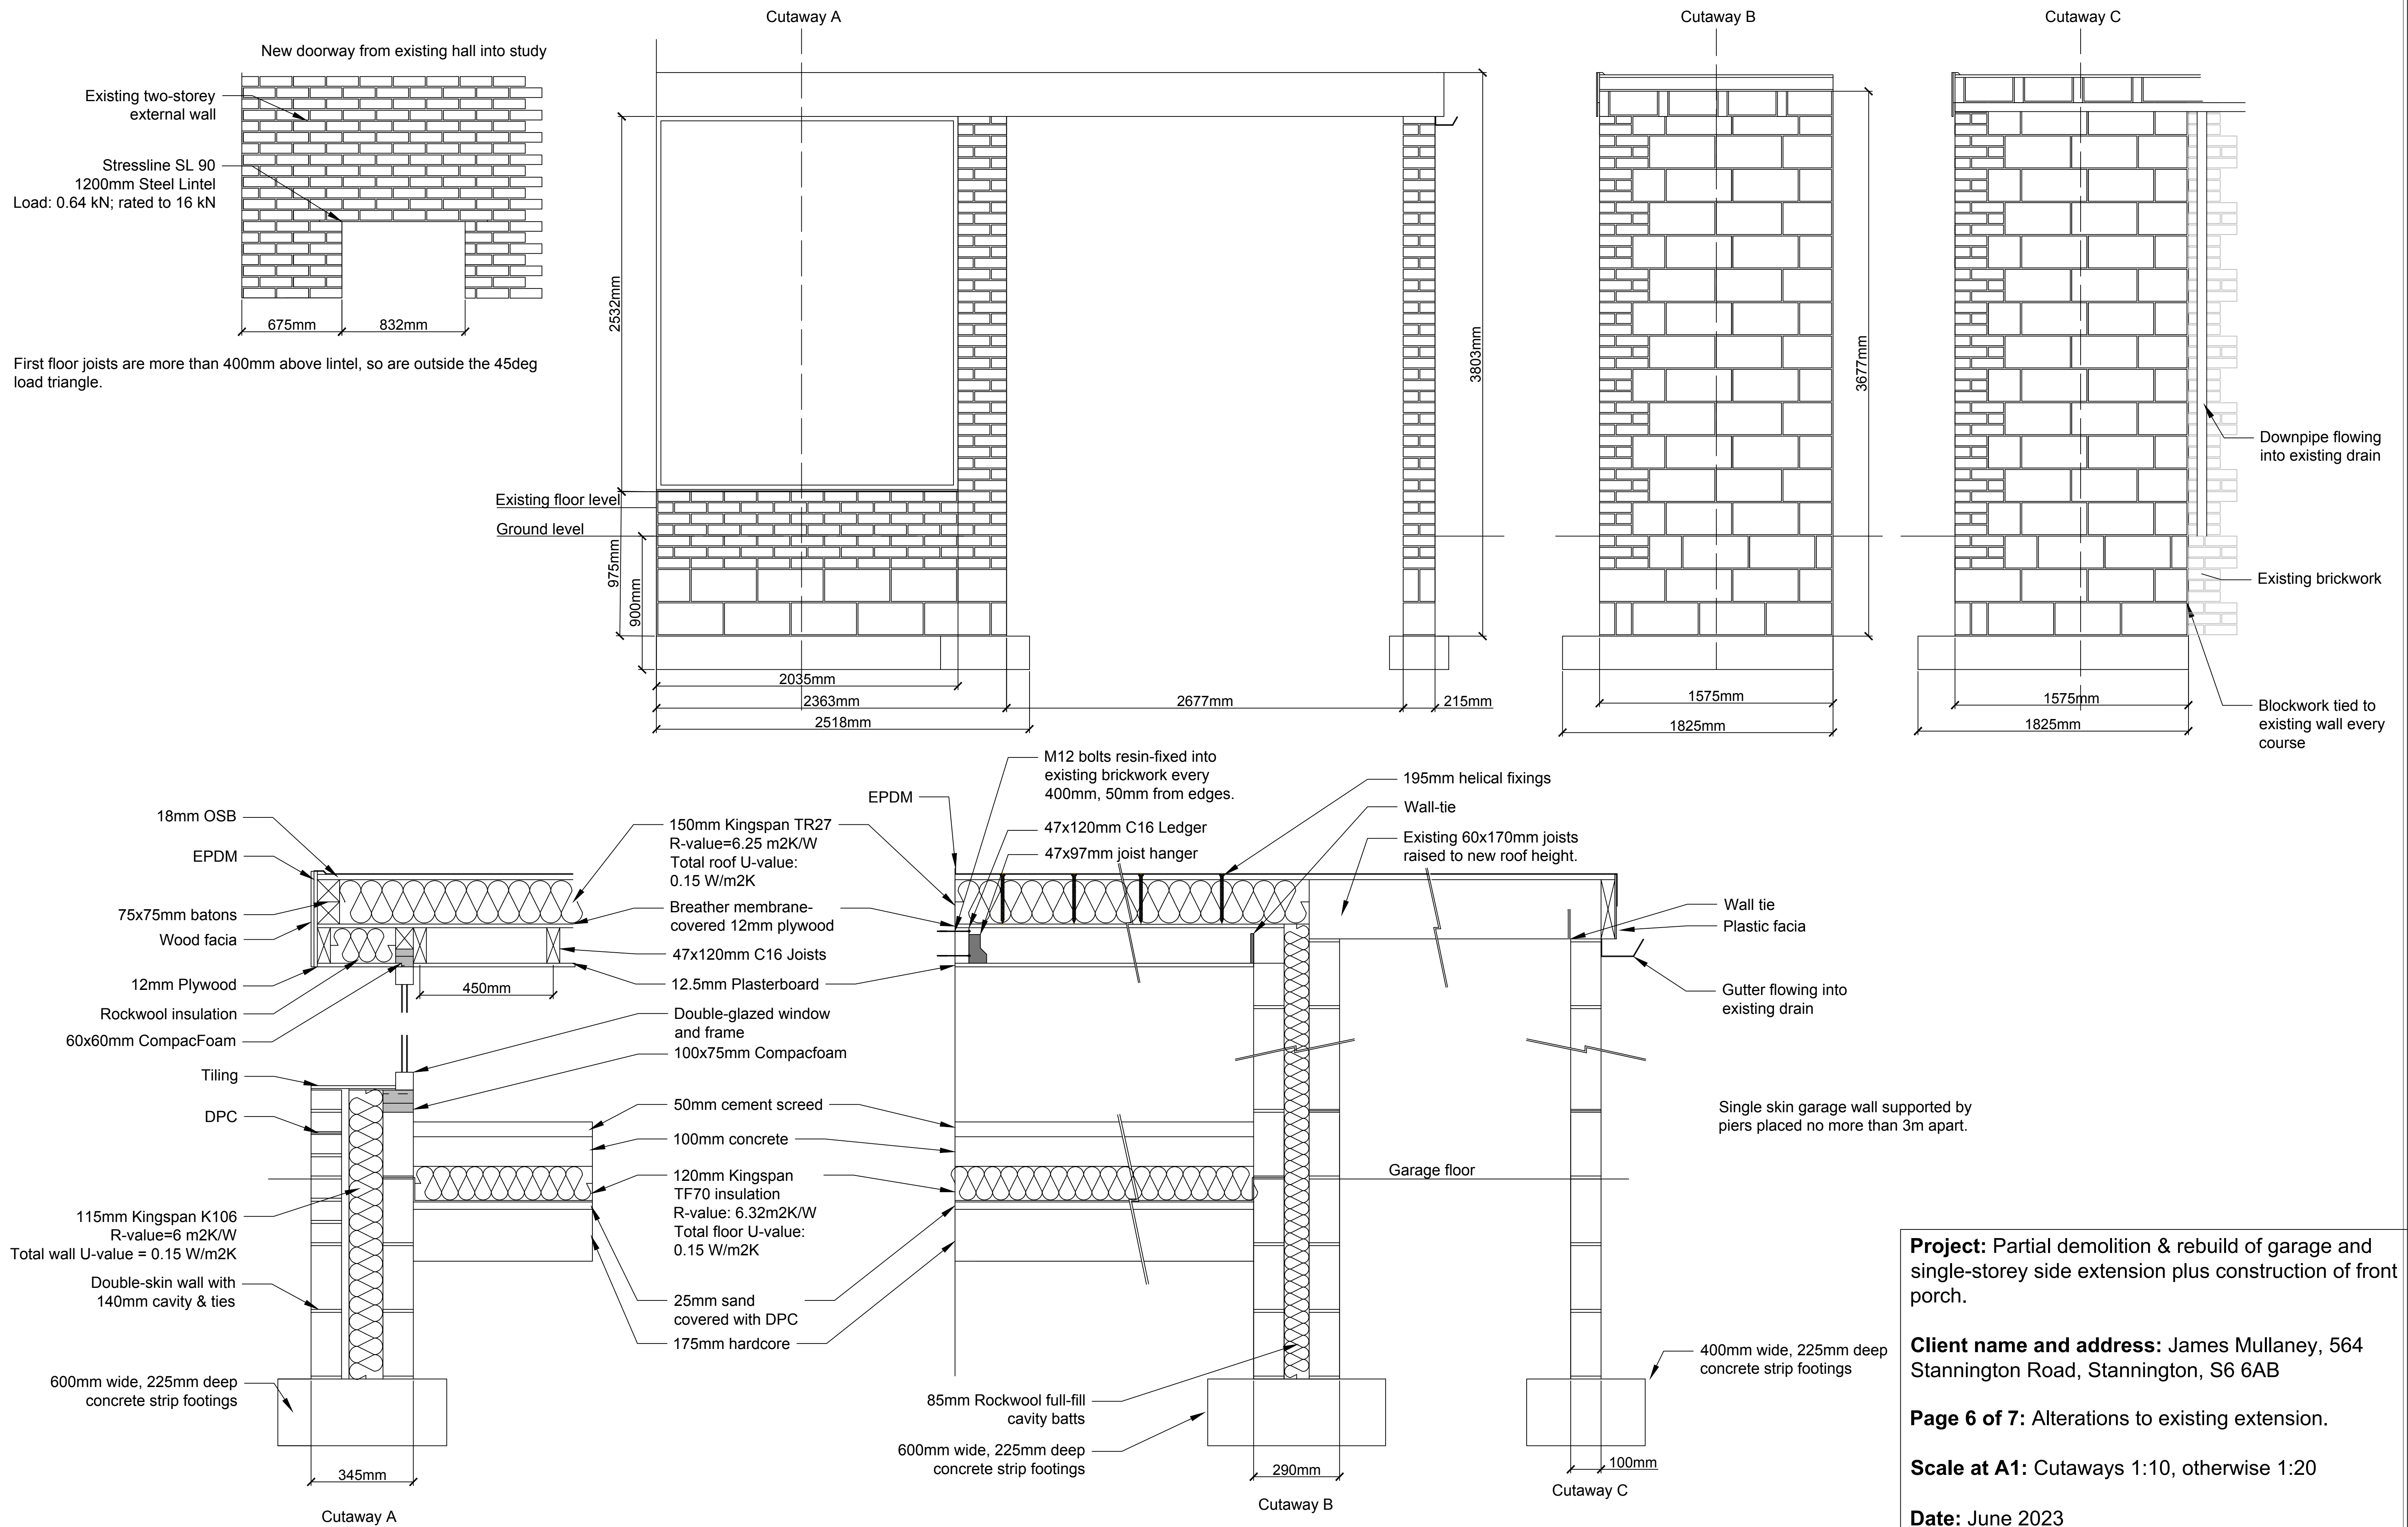 Cutaway A
Cutaway B
Cutaway C
New doorway from existing hall into study
Existing two-storey
external wall
Stressline SL 90
1200mm Steel Lintel
Load: 0.64 kN; rated to 16 kN
675mm
832mm
First floor joists are more than 400mm above lintel, so are outside the 45deg
load triangle.
2532mm
Existing floor level
Ground level
975mm
900mm
2035mm
2363mm
2518mm
2677mm
215mm
3803mm
1575mm
1825mm
3677mm
1575mm
1825mm
Downpipe flowing
into existing drain
Existing brickwork
Blockwork tied to
existing wall every
course
18mm OSB
EPDM
75x75mm batons
Wood facia
12mm Plywood
Rockwool insulation
60x60mm CompacFoam
Tiling
DPC
115mm Kingspan K106
R-value=6 m2K/W
Total wall U-value = 0.15 W/m2K
Double-skin wall with
140mm cavity & ties
600mm wide, 225mm deep
concrete strip footings
345mm
Cutaway A
450mm
150mm Kingspan TR27
R-value=6.25 m2K/W
Total roof U-value:
0.15 W/m2K
Breather membrane-
covered 12mm plywood
47x120mm C16 Joists
12.5mm Plasterboard
Double-glazed window
and frame
100x75mm Compacfoam
50mm cement screed
100mm concrete
120mm Kingspan
TF70 insulation
R-value: 6.32m2K/W
Total floor U-value:
0.15 W/m2K
25mm sand
covered with DPC
175mm hardcore
EPDM
M12 bolts resin-fixed into
existing brickwork every
400mm, 50mm from edges.
47x120mm C16 Ledger
47x97mm joist hanger
195mm helical fixings
Wall-tie
Existing 60x170mm joists
raised to new roof height.
Wall tie
Plastic facia
Gutter flowing into
existing drain
Single skin garage wall supported by
piers placed no more than 3m apart.
Garage floor
85mm Rockwool full-fill
cavity batts
600mm wide, 225mm deep
concrete strip footings
290mm
Cutaway B
400mm wide, 225mm deep
concrete strip footings
100mm
Cutaway C
Project: Partial demolition & rebuild of garage and
single-storey side extension plus construction of front
porch.
Client name and address: James Mullaney, 564
Stannington Road, Stannington, S6 6AB
Page 6 of 7: Alterations to existing extension.
Scale at A1: Cutaways 1:10, otherwise 1:20
Date: June 2023